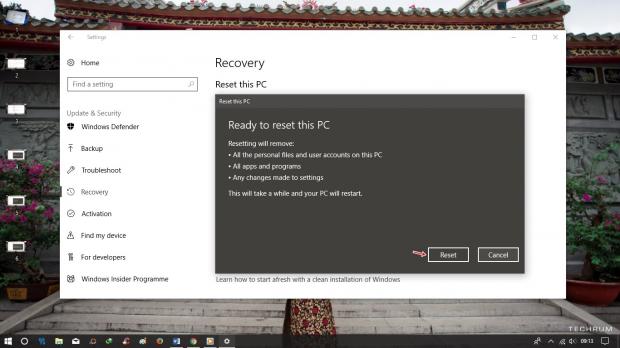 Settings
Home
Find a setting
Update & Security
Windows Defender
Backup
Troubleshoot
Recovery
Activation
Find my device
For developers
Windows Insider Programme
Recovery
Reset this PC
Reset this PC
Ready to reset this PC
Resetting will remove:
• All the personal files and user accounts on this PC
• All apps and programs
• Any changes made to settings
This will take a while and your PC will restart.
Reset
Cancel
Learn how to start afresh with a clean installation of Windows
1
2
3
4
5
6
TECHRUM
09:13